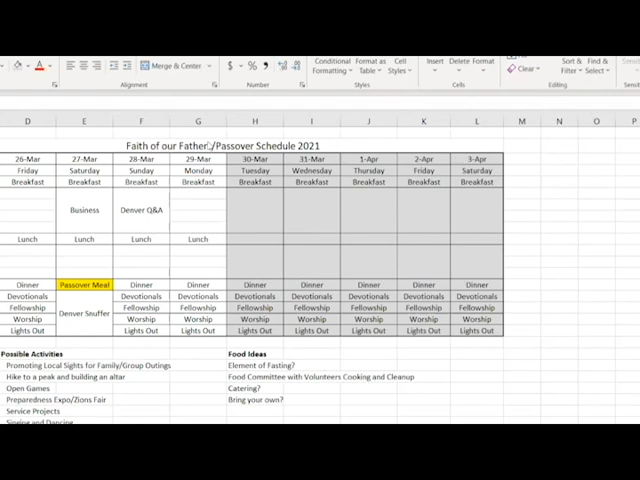 Conditional Format as Cell Insert Delete Format Sort & Find &
Merge & Center $ % , Formatting Table Styles Clear Filter Select
Alignment Number Styles Cells Editing
D E F G H I J K L M N O P
Faith of our Fathers/Passover Schedule 2021
26-Mar 27-Mar 28-Mar 29-Mar 30-Mar 31-Mar 1-Apr 2-Apr 3-Apr
Friday Saturday Sunday Monday Tuesday Wednesday Thursday Friday Saturday
Breakfast Breakfast Breakfast Breakfast Breakfast Breakfast Breakfast Breakfast Breakfast
Business Denver Q&A
Lunch Lunch Lunch Lunch
Dinner Passover Meal Dinner Dinner Dinner Dinner Dinner Dinner Dinner
Devotionals Devotionals Devotionals Devotionals Devotionals Devotionals Devotionals Devotionals
Fellowship Denver Snuffer Fellowship Fellowship Fellowship Fellowship Fellowship Fellowship Fellowship
Worship Worship Worship Worship Worship Worship Worship Worship
Lights Out Lights Out Lights Out Lights Out Lights Out Lights Out Lights Out Lights Out
Possible Activities Food Ideas
Promoting Local Sights for Family/Group Outings Element of Fasting?
Hike to a peak and building an altar Food Committee with Volunteers Cooking and Cleanup
Open Games Catering?
Preparedness Expo/Zions Fair Bring your own?
Service Projects
Singing and Dancing